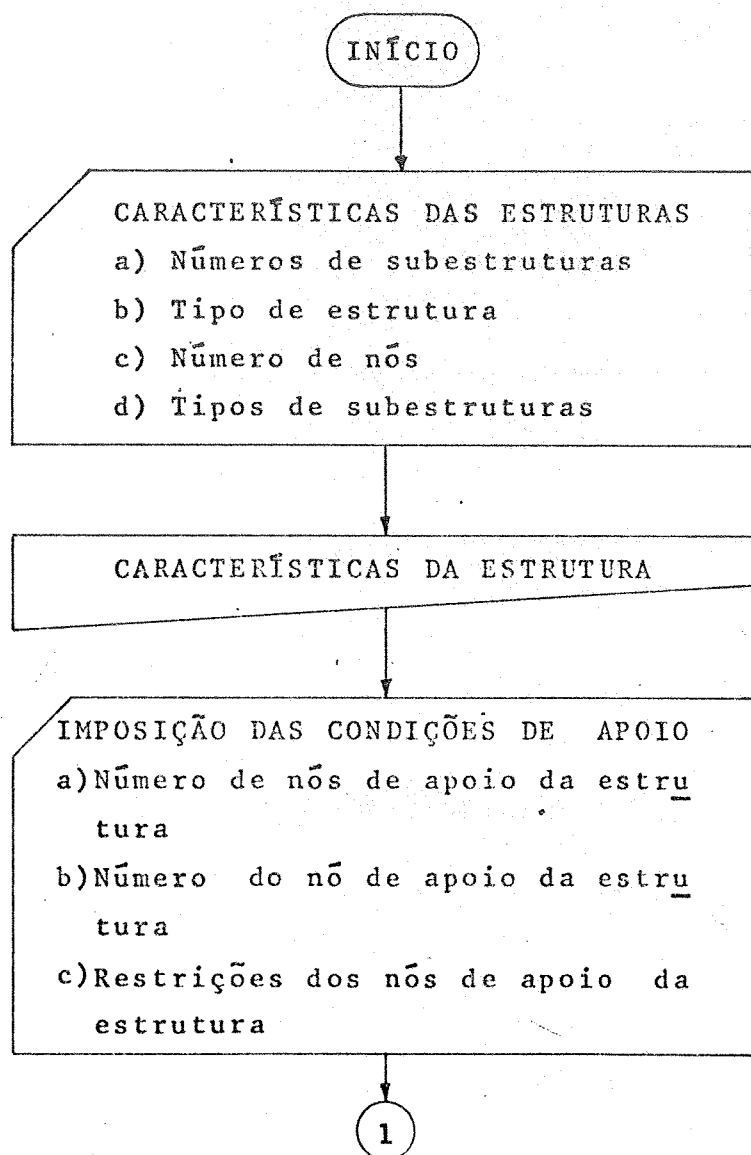 INÍCIO
CARACTERÍSTICAS DAS ESTRUTURAS
a) Números de subestruturas
b) Tipo de estrutura
c) Número de nós
d) Tipos de subestruturas
CARACTERÍSTICAS DA ESTRUTURA
IMPOSIÇÃO DAS CONDIÇÕES DE APOIO
a)Número de nós de apoio da estru
tura
b)Número do nó de apoio da estru
tura
c)Restrições dos nós de apoio da
estrutura
1